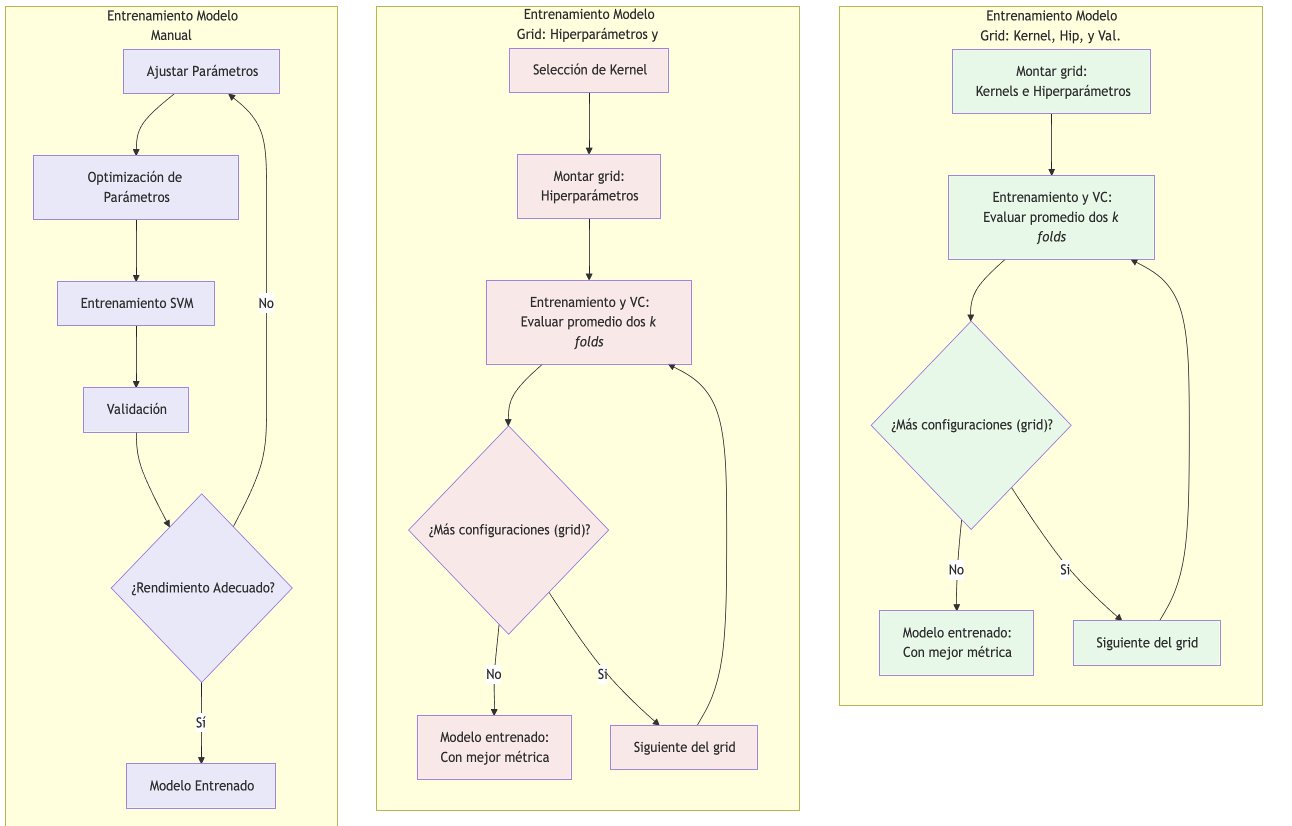 Entrenamiento Modelo
Manual
Ajustar Parámetros
Optimización de
Parámetros
Entrenamiento SVM
No
Validación
¿Rendimiento Adecuado?
Sí
Modelo Entrenado
Entrenamiento Modelo
Grid: Hiperparámetros y
Selección de Kernel
Montar grid:
Hiperparámetros
Entrenamiento y VC:
Evaluar promedio dos k
folds
¿Más configuraciones (grid)?
No
Si
Modelo entrenado:
Con mejor métrica
Siguiente del grid
Entrenamiento Modelo
Grid: Kernel, Hip, y Val.
Montar grid:
Kernels e Hiperparámetros
Entrenamiento y VC:
Evaluar promedio dos k
folds
¿Más configuraciones (grid)?
No
Si
Modelo entrenado:
Con mejor métrica
Siguiente del grid